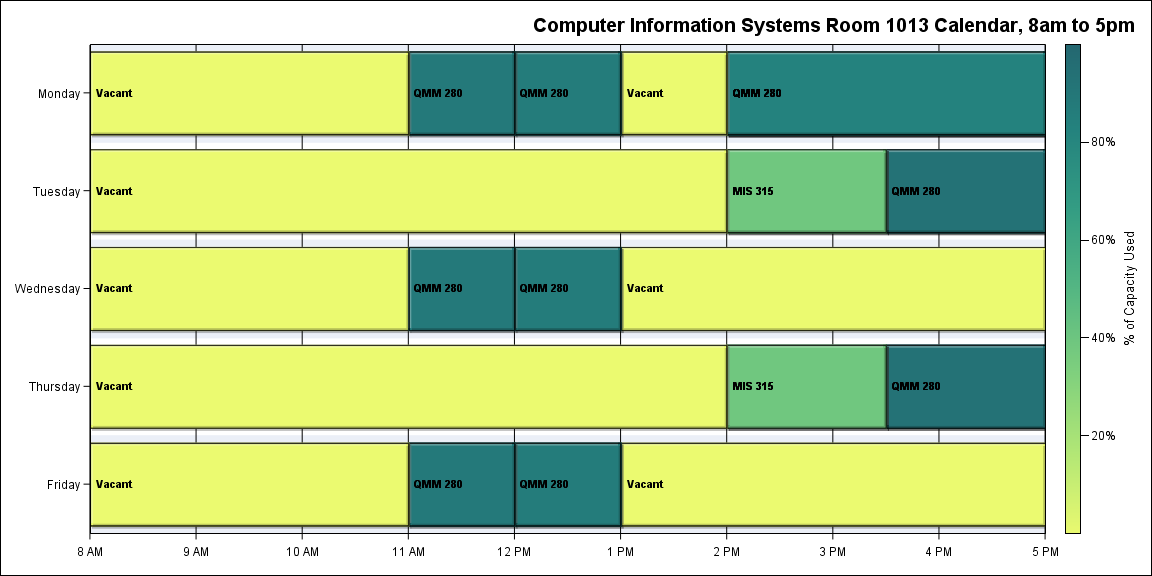 Computer Information Systems Room 1013 Calendar, 8am to 5pm
Monday
Vacant
QMM 280
QMM 280
Vacant
QMM 280
Tuesday
Vacant
MIS 315
QMM 280
Wednesday
Vacant
QMM 280
QMM 280
Vacant
Thursday
Vacant
MIS 315
QMM 280
Friday
Vacant
QMM 280
QMM 280
Vacant
8 AM
9 AM
10 AM
11 AM
12 PM
1 PM
2 PM
3 PM
4 PM
5 PM
80%
60%
40%
20%
% of Capacity Used